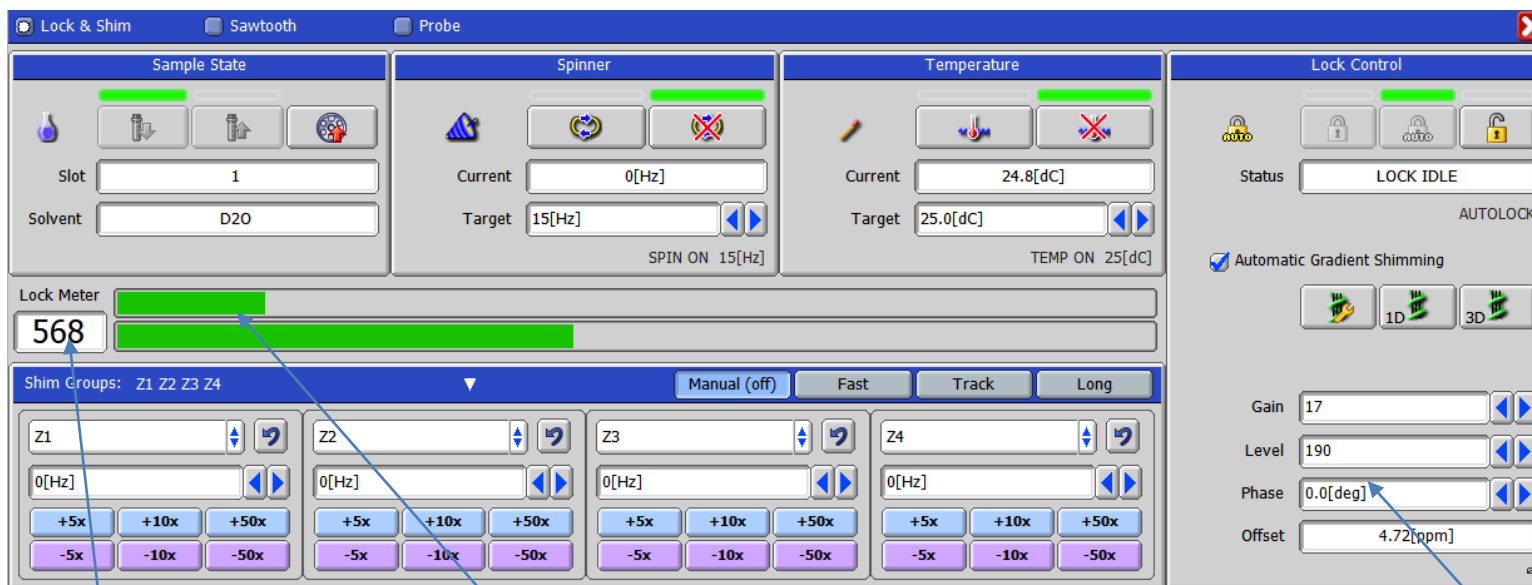 Lock & Shim Sawtooth Probe
Sample State Spinner Temperature Lock Control
auto auto
Slot 1 Current 0[Hz] Current 24.8[dC] Status LOCK IDLE
Solvent D2O Target 15[Hz] Target 25.0[dC] AUTOLOCK
SPIN ON 15[Hz] TEMP ON 25[dC] Automatic Gradient Shimming
Lock Meter
568
1D 3D
Shim Groups: Z1 Z2 Z3 Z4 Manual (off) Fast Track Long
Z1 Z2 Z3 Z4
0[Hz] 0[Hz] 0[Hz] 0[Hz]
+5x +10x +50x +5x +10x +50x +5x +10x +50x +5x +10x +50x
-5x -10x -50x -5x -10x -50x -5x -10x -50x -5x -10x -50x
Gain 17
Level 190
Phase 0.0[deg]
Offset 4.72[ppm]